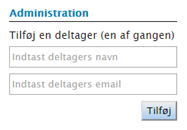 Administration
Tilføj en deltager (en af gangen)
Indtast deltagers navn
Indtast deltagers email
Tilføj